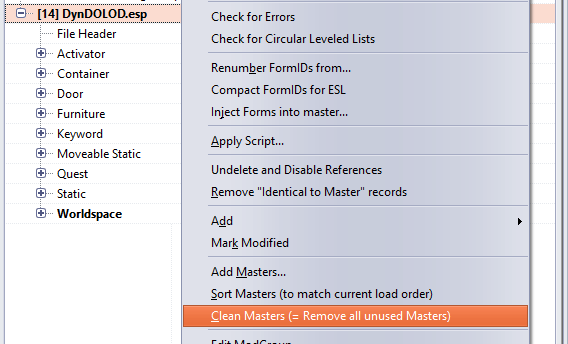 [14] DynDOLOD.esp
File Header
Activator
Container
Door
Furniture
Keyword
Moveable Static
Quest
Static
Worldspace
Check for Errors
Check for Circular Leveled Lists
Renumber FormIDs from...
Compact FormIDs for ESL
Inject Forms into master...
Apply Script...
Undelete and Disable References
Remove "Identical to Master" records
Add
Mark Modified
Add Masters...
Sort Masters (to match current load order)
Clean Masters (= Remove all unused Masters)